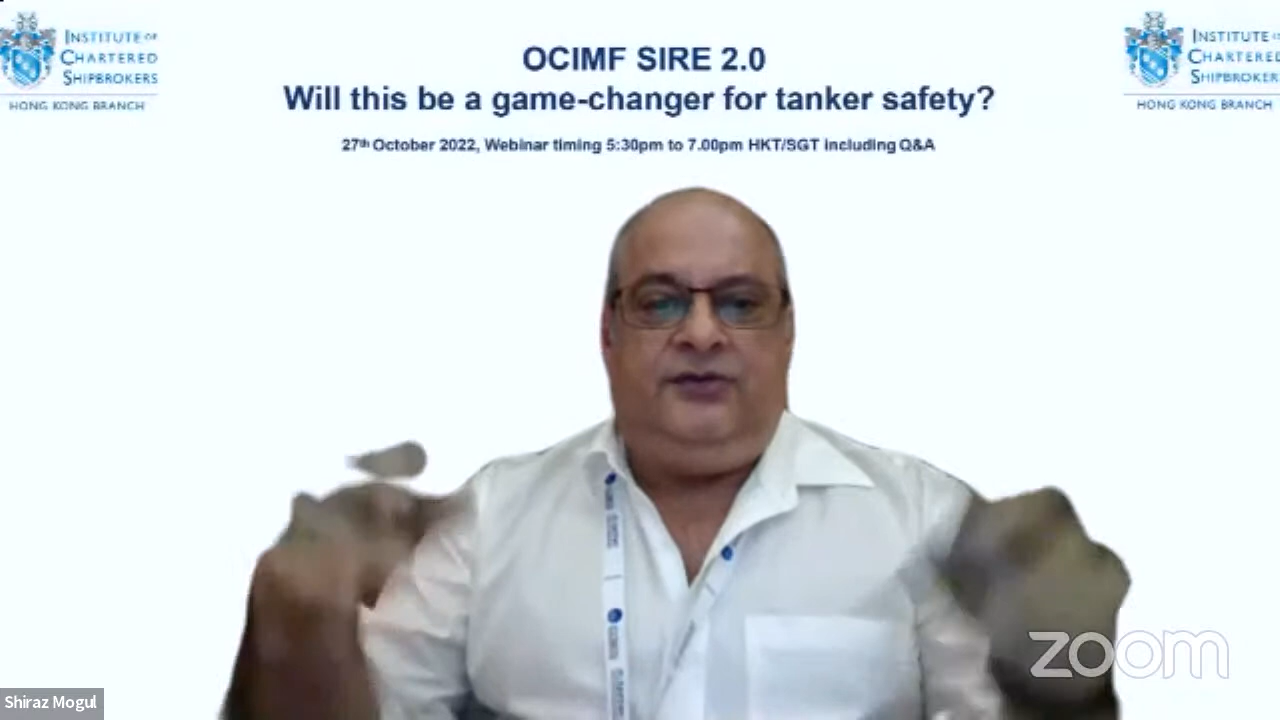 INSTITUTE OF
CHARTERED
SHIPBROKERS
HONG KONG BRANCH
OCIMF SIRE 2.0
Will this be a game-changer for tanker safety?
27th October 2022, Webinar timing 5:30pm to 7.00pm HKT/SGT including Q&A
INSTITUTE
CHARTERED
SHIPBROKERS
HONG KONG BRANCH
zoom
Shiraz Mogul